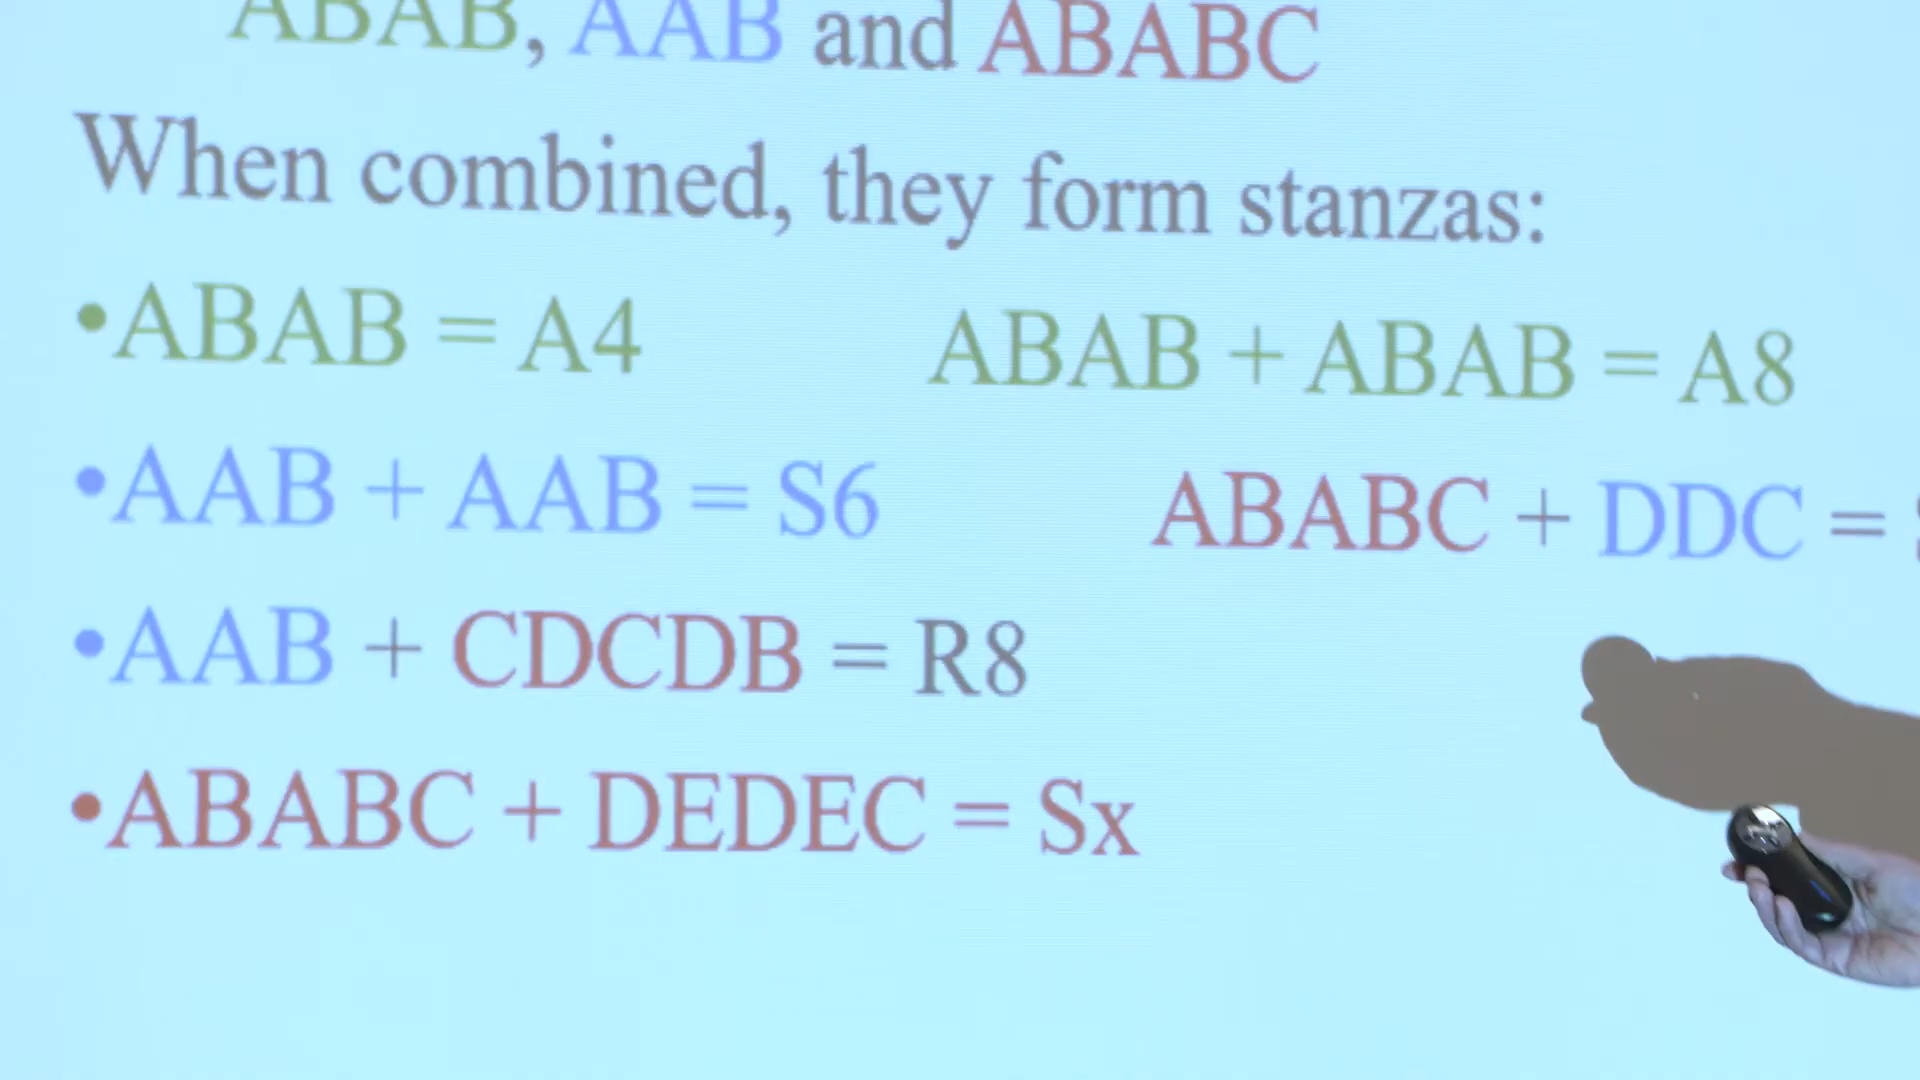 ABAB, AAB and ABABC
When combined, they form stanzas:
•ABAB = A4 ABAB + ABAB = A8
•AAB + AAB = S6 ABABC + DDC =
•AAB + CDCDB = R8
•ABABC + DEDEC = Sx